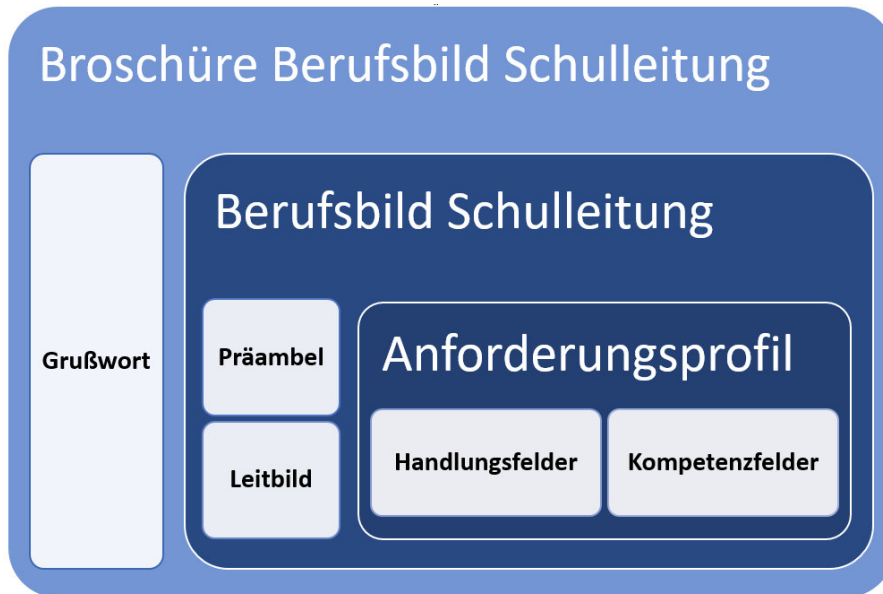 Broschüre Berufsbild Schulleitung
Grußwort
Berufsbild Schulleitung
Präambel
Leitbild
Anforderungsprofil
Handlungsfelder
Kompetenzfelder